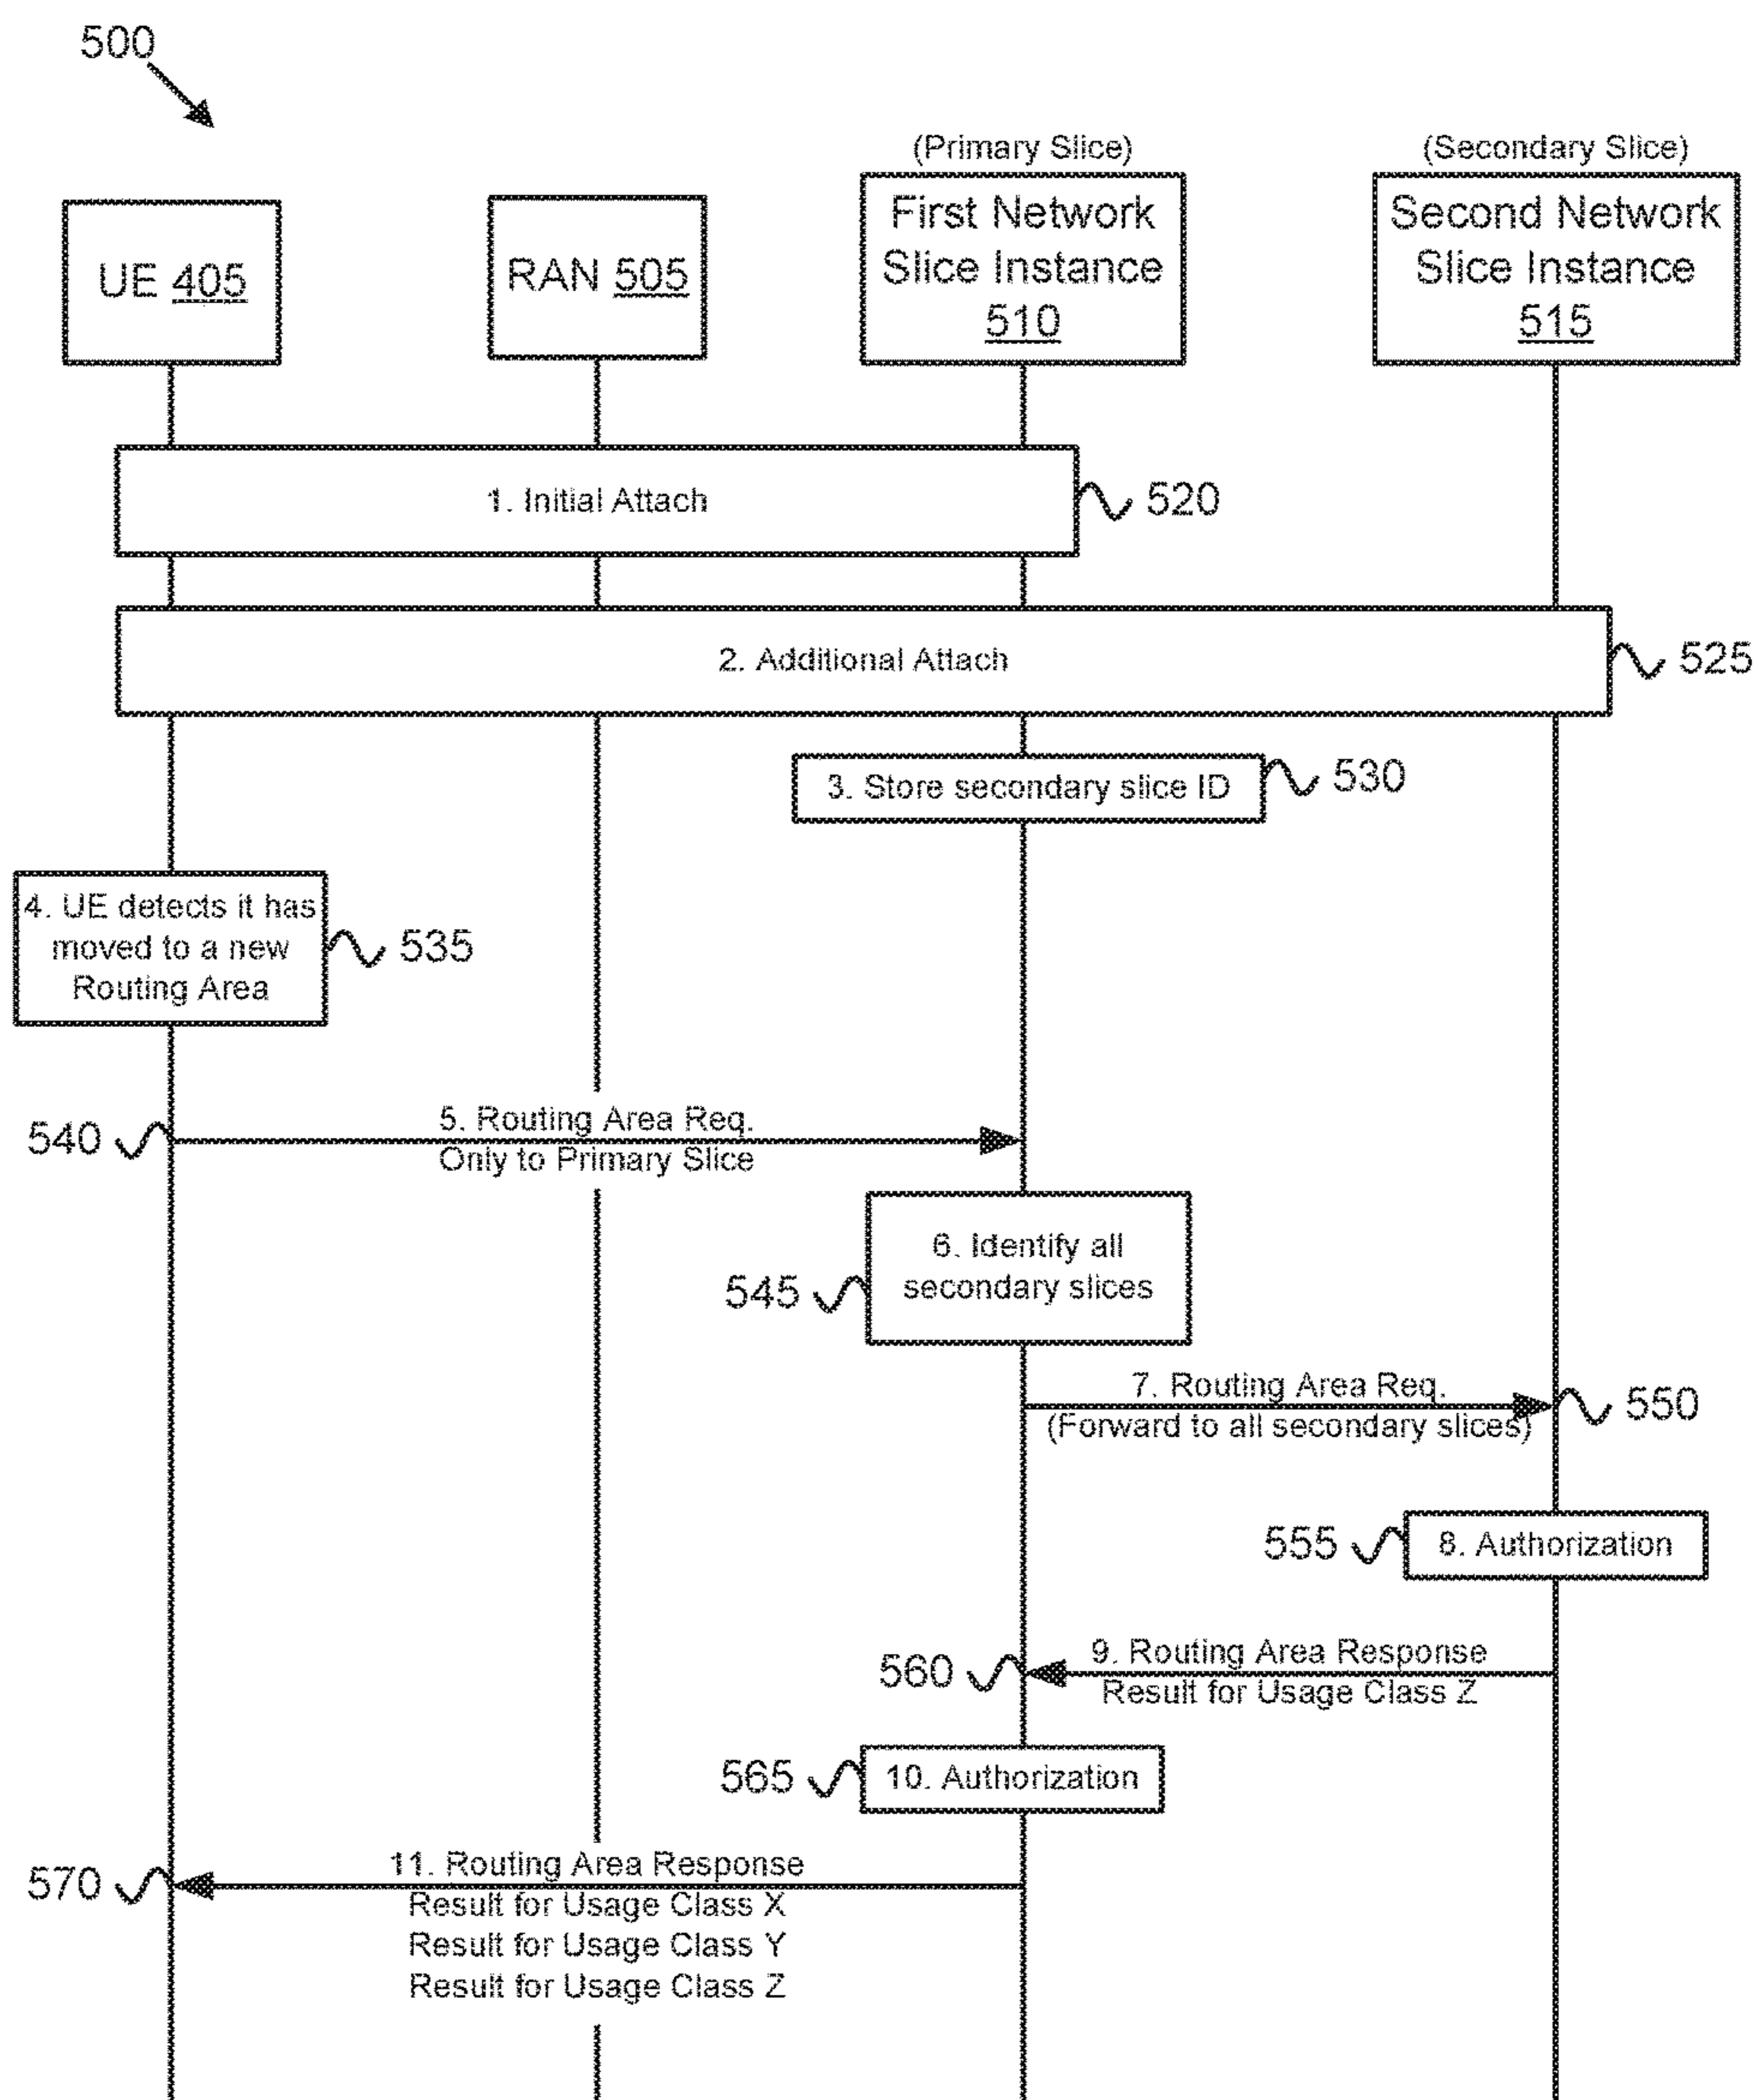 500
(Primary Slice)
(Secondary Slice)
UE 405
RAN 505
First Network
Slice Instance
510
Second Network
Slice Instance
515
1. Initial Attach
520
2. Additional Attach
525
3. Store secondary slice ID
530
4. UE detects it has
moved to a new
Routing Area
535
540
5. Routing Area Req.
Only to Primary Slice
6. Identify all
secondary slices
545
7. Routing Area Req.
(Forward to all secondary slices)
550
555
8. Authorization
560
9. Routing Area Response
Result for Usage Class Z
565
10. Authorization
570
11. Routing Area Response
Result for Usage Class X
Result for Usage Class Y
Result for Usage Class Z